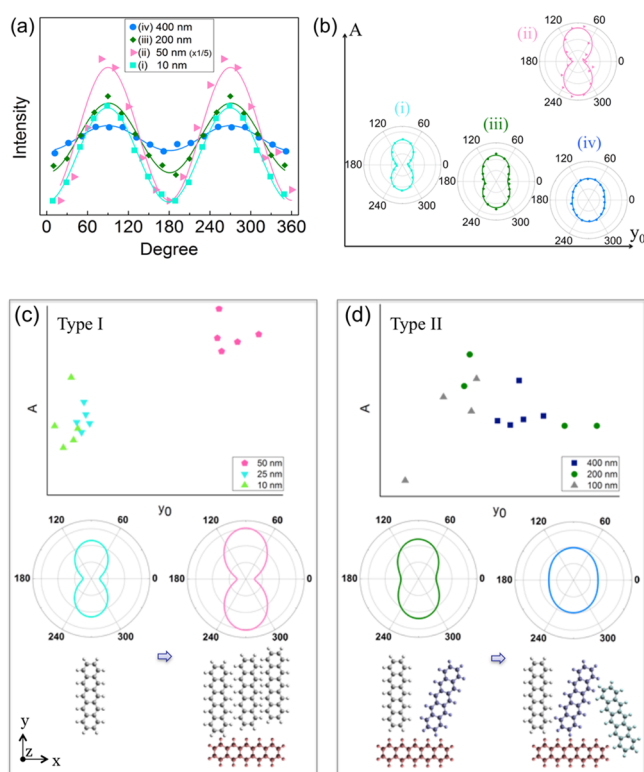 (a)
(iv) 400 nm
(iii) 200 nm
(ii) 50 nm (x1/5)
(i) 10 nm
Intensity
0 60 120 180 240 300 360
Degree
(b)
A
(ii)
120 60
180 0
240 300
(i)
120 60
180 0
240 300
(iii)
120 60
180 0
240 300
(iv)
120 60
180 0
240 300
y0
(c) Type I
A
50 nm
25 nm
10 nm
y0
120 60
180 0
240 300
120 60
180 0
240 300
y
z x
(d) Type II
A
400 nm
200 nm
100 nm
y0
120 60
180 0
240 300
120 60
180 0
240 300